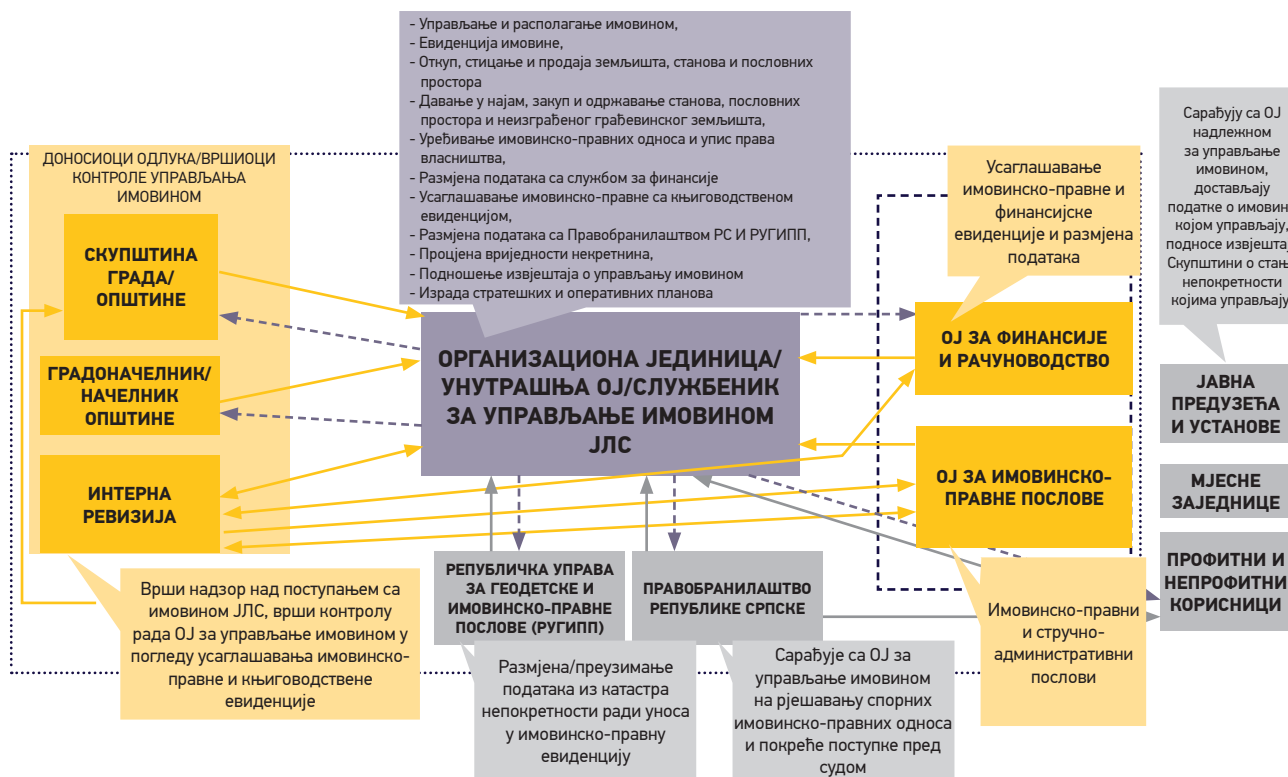 - Управљање и располагање имовином,
- Евиденција имовине,
- Откуп, стицање и продаја земљишта, станова и пословних
простора
- Давање у најам, закуп и одржавање станова, пословних
простора и неизграђеног грађевинског земљишта,
- Уређивање имовинско-правних односа и упис права
власништва,
- Размјена података са службом за финансије
- Усаглашавање имовинско-правне са књиговодственом
евиденцијом,
- Размјена података са Правобранилаштвом РС И РУГИПП,
- Процјена вриједности некретнина,
- Подношење извјештаја о управљању имовином
- Израда стратешких и оперативних планова
ДОНОСИОЦИ ОДЛУКА/ВРШИОЦИ
КОНТРОЛЕ УПРАВЉАЊА
ИМОВИНОМ
СКУПШТИНА
ГРАДА/
ОПШТИНЕ
ГРАДОНАЧЕЛНИК/
НАЧЕЛНИК
ОПШТИНЕ
ИНТЕРНА
РЕВИЗИЈА
Врши надзор над поступањем са
имовином ЈЛС, врши контролу
рада ОЈ за управљање имовином у
погледу усаглашавања имовинско-
правне и књиговодствене
евиденције
ОРГАНИЗАЦИОНА ЈЕДИНИЦА/
УНУТРАШЊА ОЈ/СЛУЖБЕНИК
ЗА УПРАВЉАЊЕ ИМОВИНОМ
ЈЛС
РЕПУБЛИЧКА УПРАВА
ЗА ГЕОДЕТСКЕ И
ИМОВИНСКО-ПРАВНЕ
ПОСЛОВЕ (РУГИПП)
Размјена/преузимање
података из катастра
непокретности ради уноса
у имовинско-правну
евиденцију
ПРАВОБРАНИЛАШТВО
РЕПУБЛИКЕ СРПСКЕ
Сарађује са ОЈ за
управљање имовином
на рјешавању спорних
имовинско-правних односа
и покреће поступке пред
судом
Усаглашавање
имовинско-правне и
финансијске
евиденције и размјена
података
ОЈ ЗА ФИНАНСИЈЕ
И РАЧУНОВОДСТВО
ОЈ ЗА ИМОВИНСКО-
ПРАВНЕ ПОСЛОВЕ
Имовинско-правни
и стручно-
административни
послови
Сарађују са ОЈ
надлежном
за управљање
имовином,
достављају
податке о
којом управљају,
подносе
Скупштини о
непокретности
којима управљају
ЈАВНА
ПРЕДУЗЕЋА
И УСТАНОВЕ
МЈЕСНЕ
ЗАЈЕДНИЦЕ
ПРОФИТНИ И
НЕПРОФИТНИ
КОРИСНИЦИ